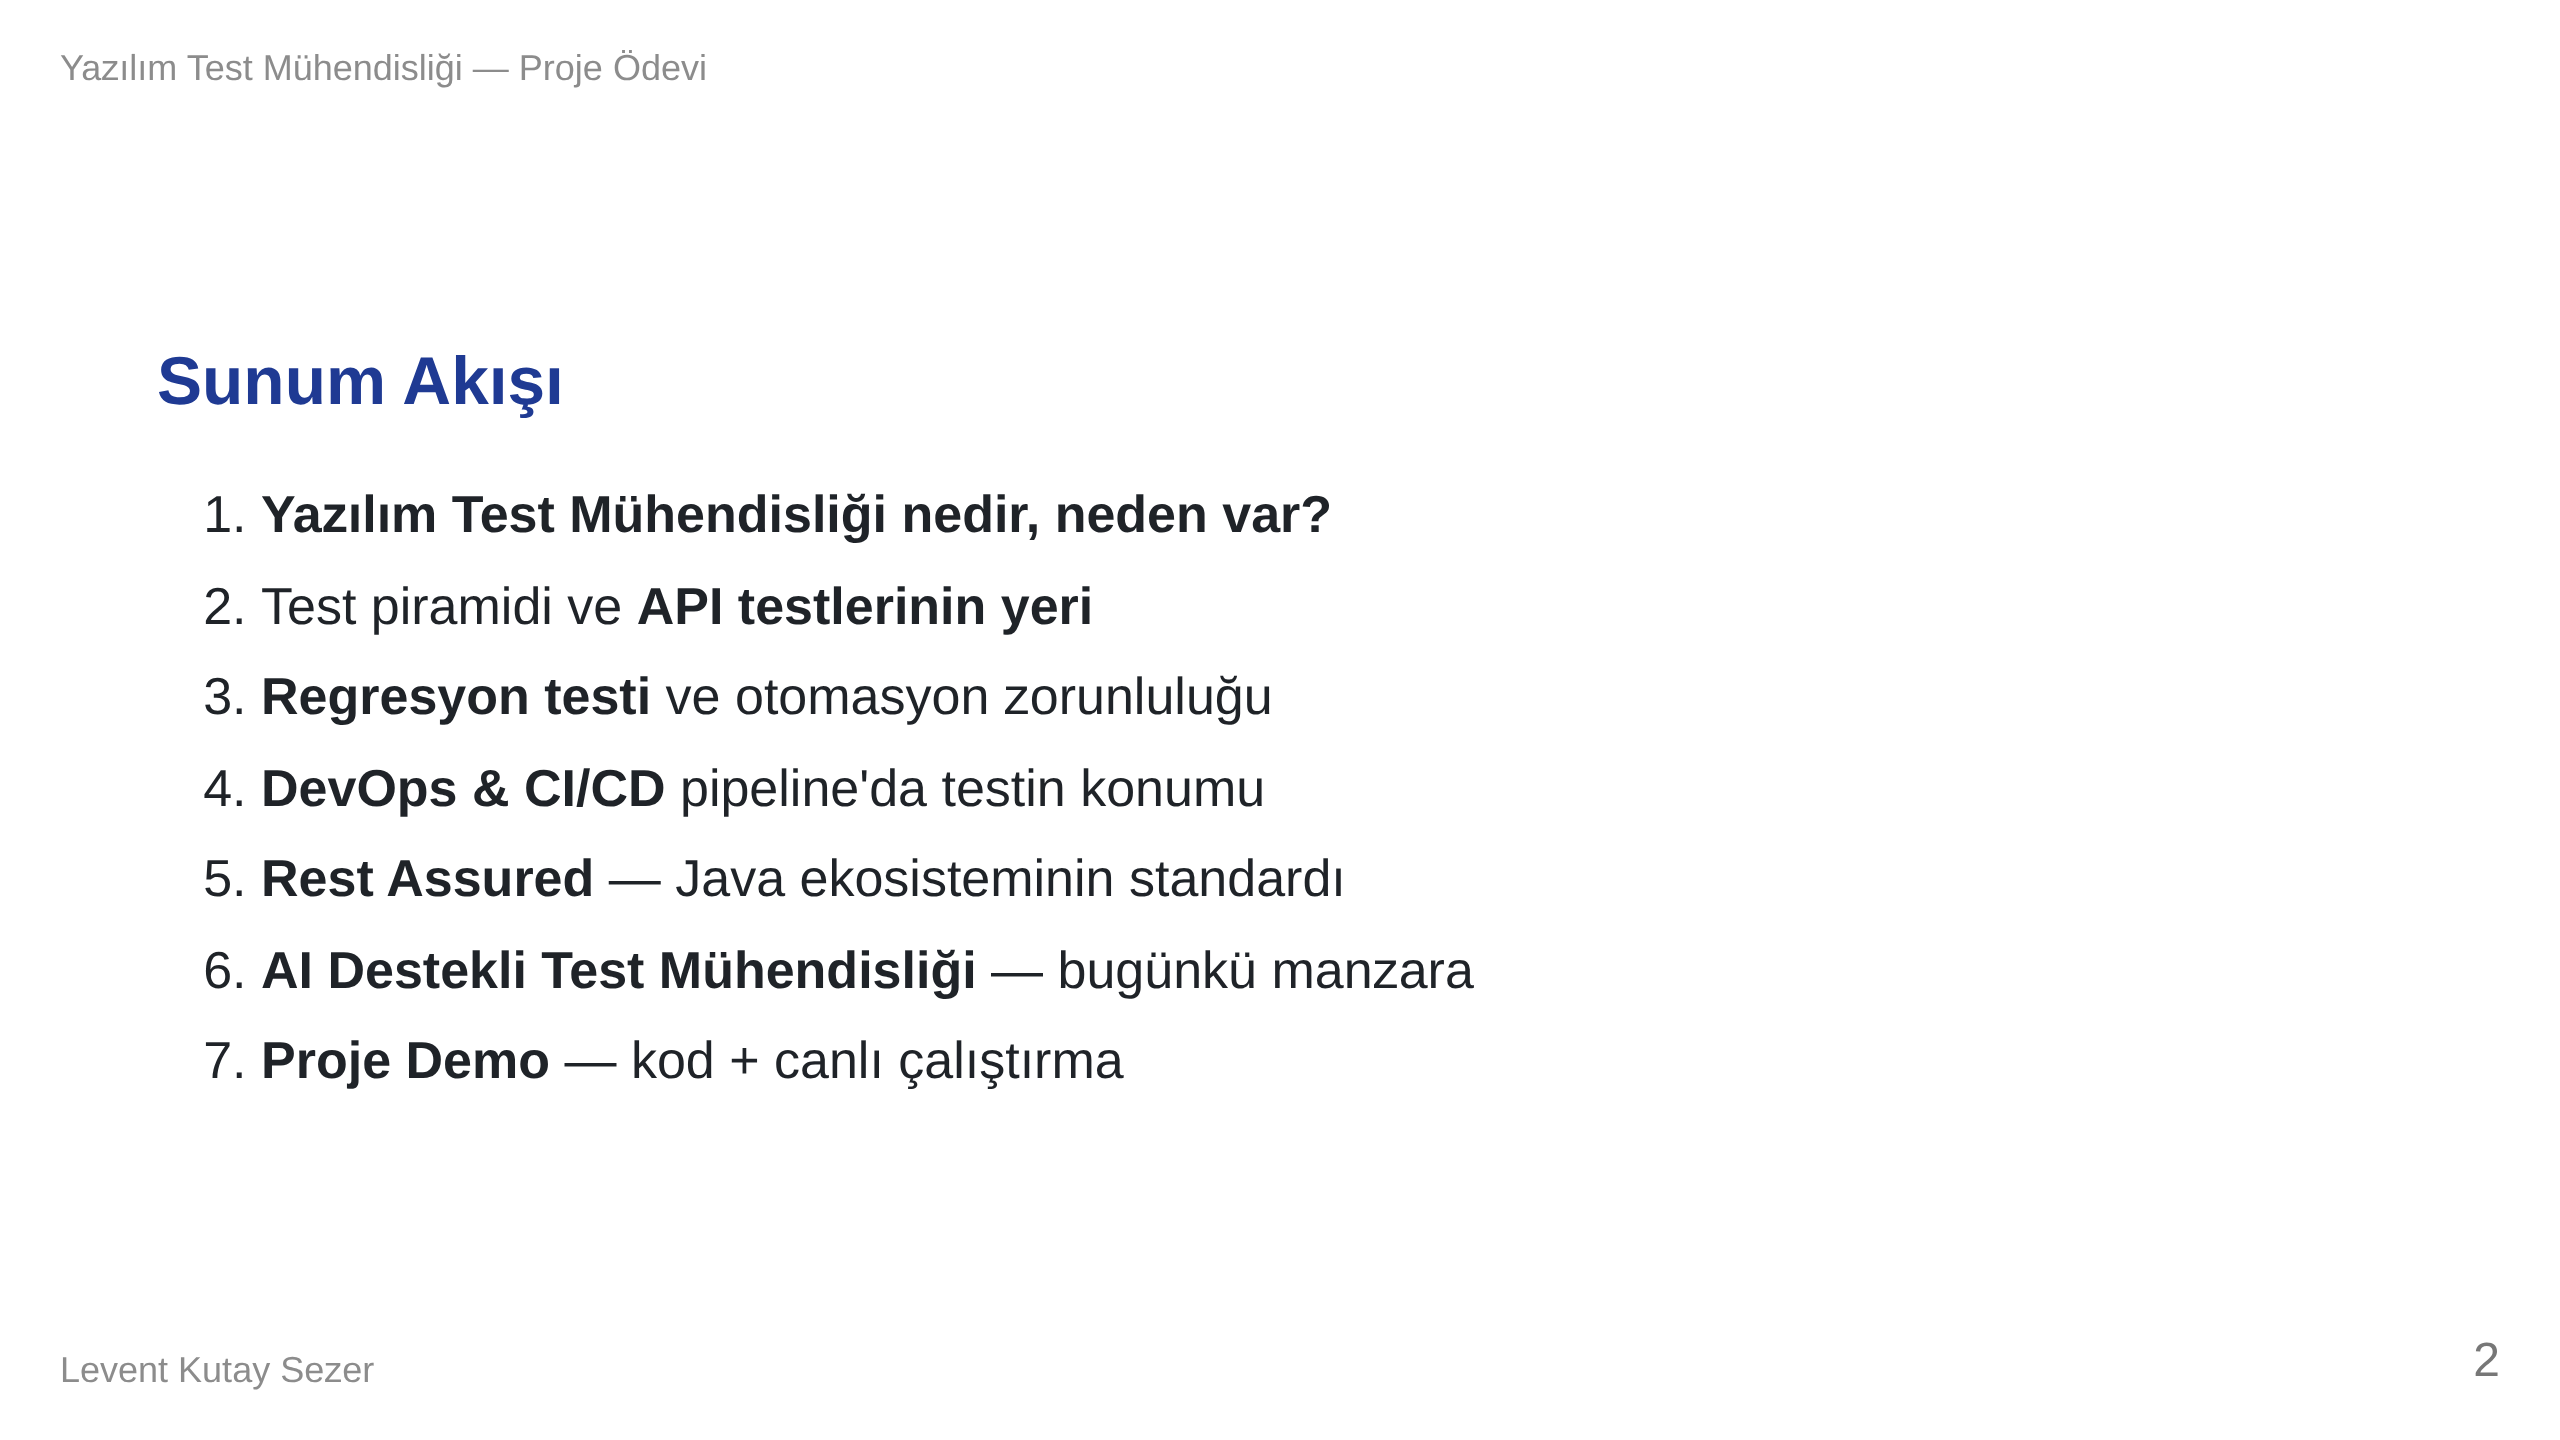 Yazılım Test Mühendisliği — Proje Ödevi
Sunum Akışı
1. Yazılım Test Mühendisliği nedir, neden var?
2. Test piramidi ve API testlerinin yeri
3. Regresyon testi ve otomasyon zorunluluğu
4. DevOps & CI/CD pipeline'da testin konumu
5. Rest Assured — Java ekosisteminin standardı
6. AI Destekli Test Mühendisliği — bugünkü manzara
7. Proje Demo — kod + canlı çalıştırma
Levent Kutay Sezer
2